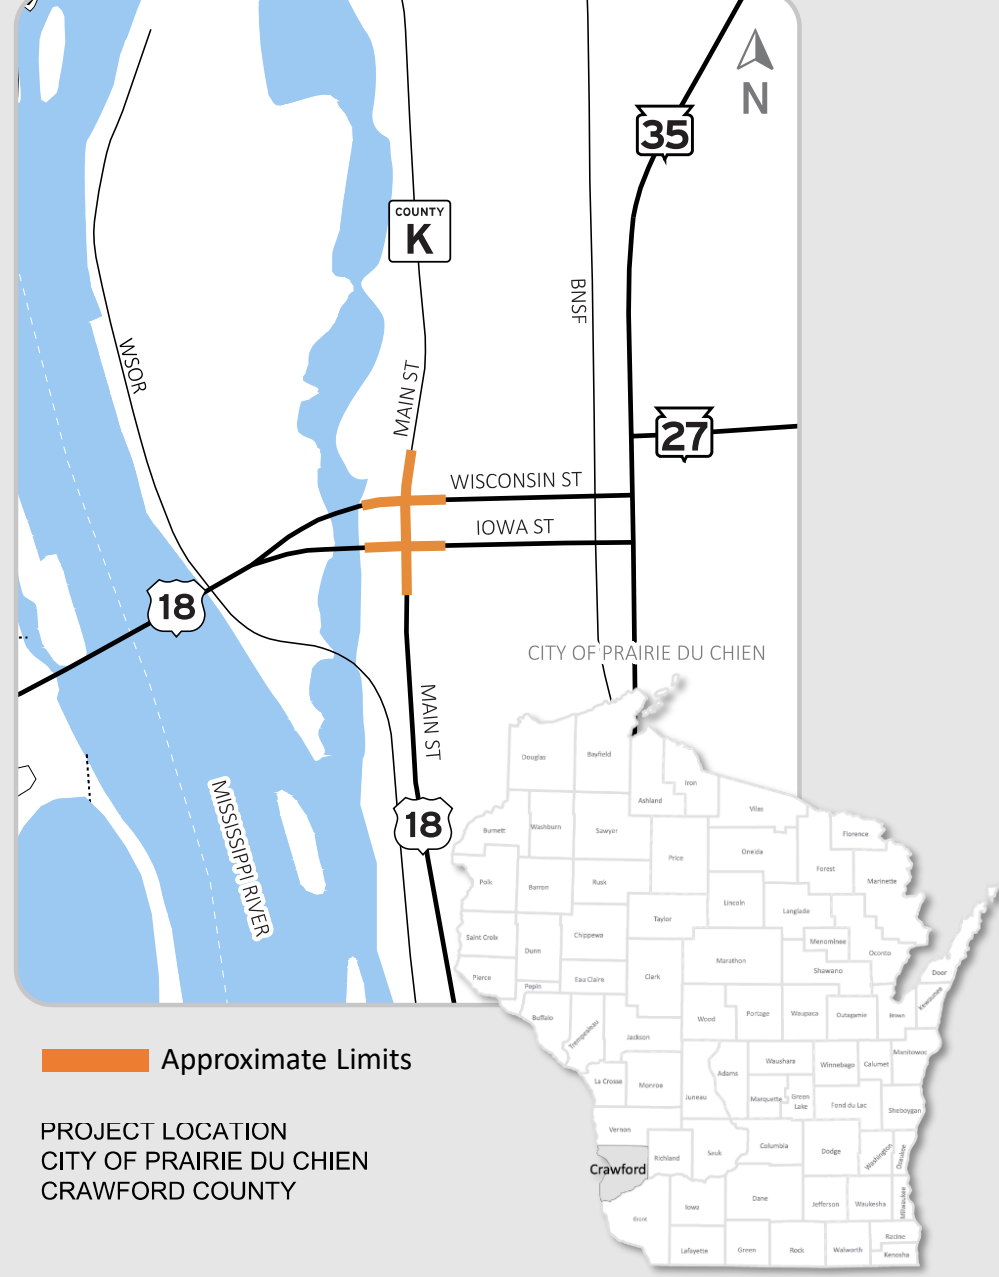 N
35
COUNTY
K
BNSF
WSOR
MAIN ST
27
WISCONSIN ST
IOWA ST
18
CITY OF PRAIRIE DU CHIEN
MAIN ST
MISSISSIPPI RIVER
18
Douglas
Bayfield
Iron
Ashland
Vilas
Burnett
Washburn
Sawyer
Florence
Price
Oneida
Forest
Marinette
Polk
Barron
Rusk
Lincoln
Langlade
Taylor
Saint Croix
Dunn
Chippewa
Menominee
Oconto
Marathon
Shawano
Door
Pierce
Pepin
Eau Claire
Clark
Kewaunee
Buffalo
Trempealeau
Jackson
Wood
Portage
Waupaca
Outagamie
Brown
Approximate Limits
La Crosse
Monroe
Adams
Waushara
Winnebago
Calumet
Manitowoc
Juneau
Marquette
Green
Lake
Fond du Lac
Sheboygan
Vernon
PROJECT LOCATION
CITY OF PRAIRIE DU CHIEN
CRAWFORD COUNTY
Crawford
Richland
Sauk
Columbia
Dodge
Washington
Ozaukee
Iowa
Dane
Jefferson
Waukesha
Milwaukee
Grant
Lafayette
Green
Rock
Walworth
Racine
Kenosha